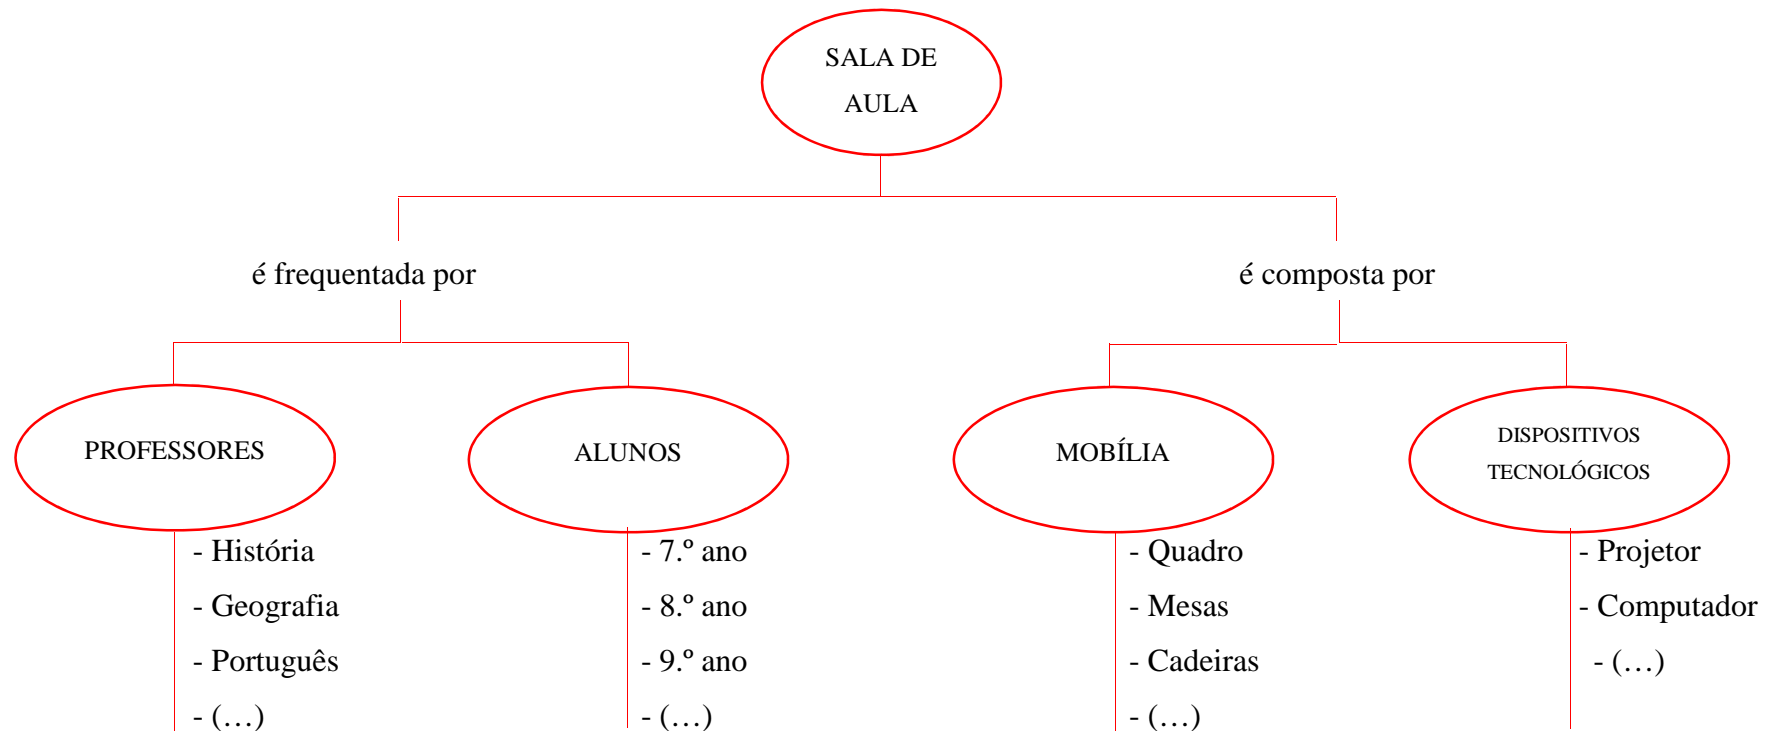 SALA DE
AULA
é frequentada por
é composta por
PROFESSORES
ALUNOS
MOBÍLIA
DISPOSITIVOS
TECNOLÓGICOS
- História
- Geografia
- Português
- (…)
- 7.º ano
- 8.º ano
- 9.º ano
- (…)
- Quadro
- Mesas
- Cadeiras
- (…)
- Projetor
- Computador
- (…)